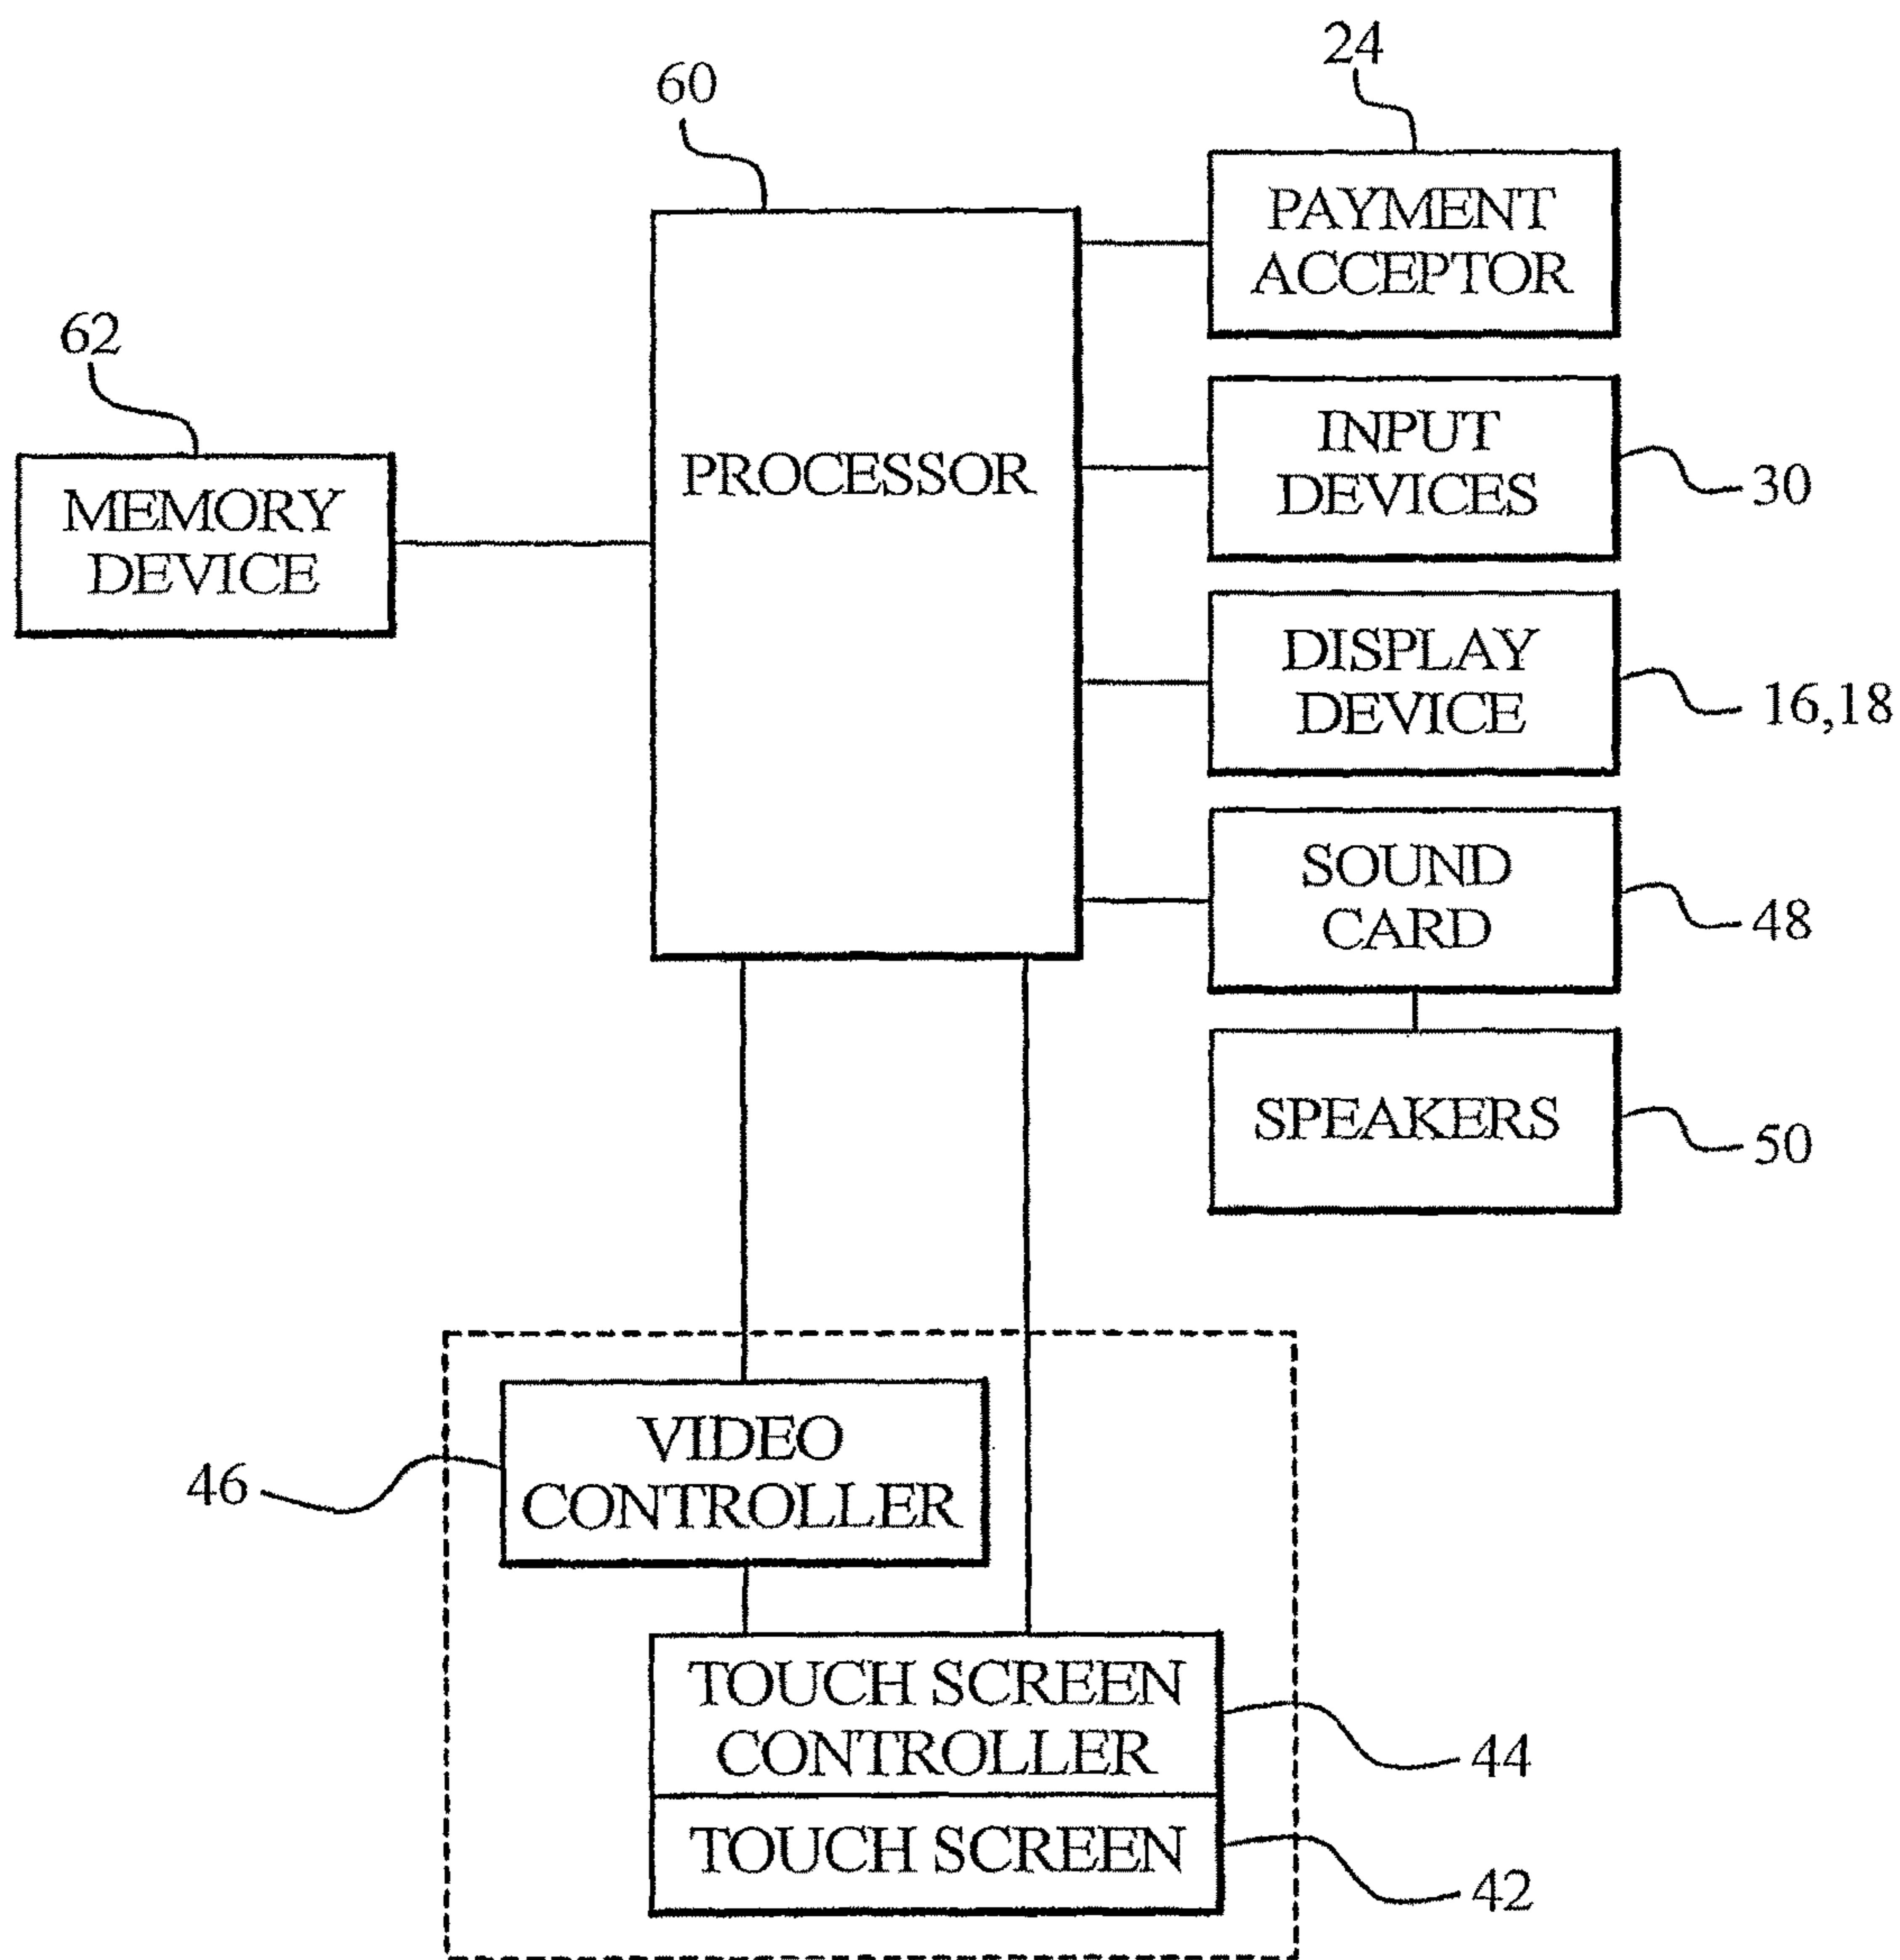 24
60
PAYMENT
ACCEPTOR
62
INPUT
DEVICES
30
PROCESSOR
MEMORY
DEVICE
DISPLAY
DEVICE
16,18
SOUND
CARD
48
SPEAKERS
50
VIDEO
CONTROLLER
46
TOUCH SCREEN
CONTROLLER
44
TOUCH SCREEN
42